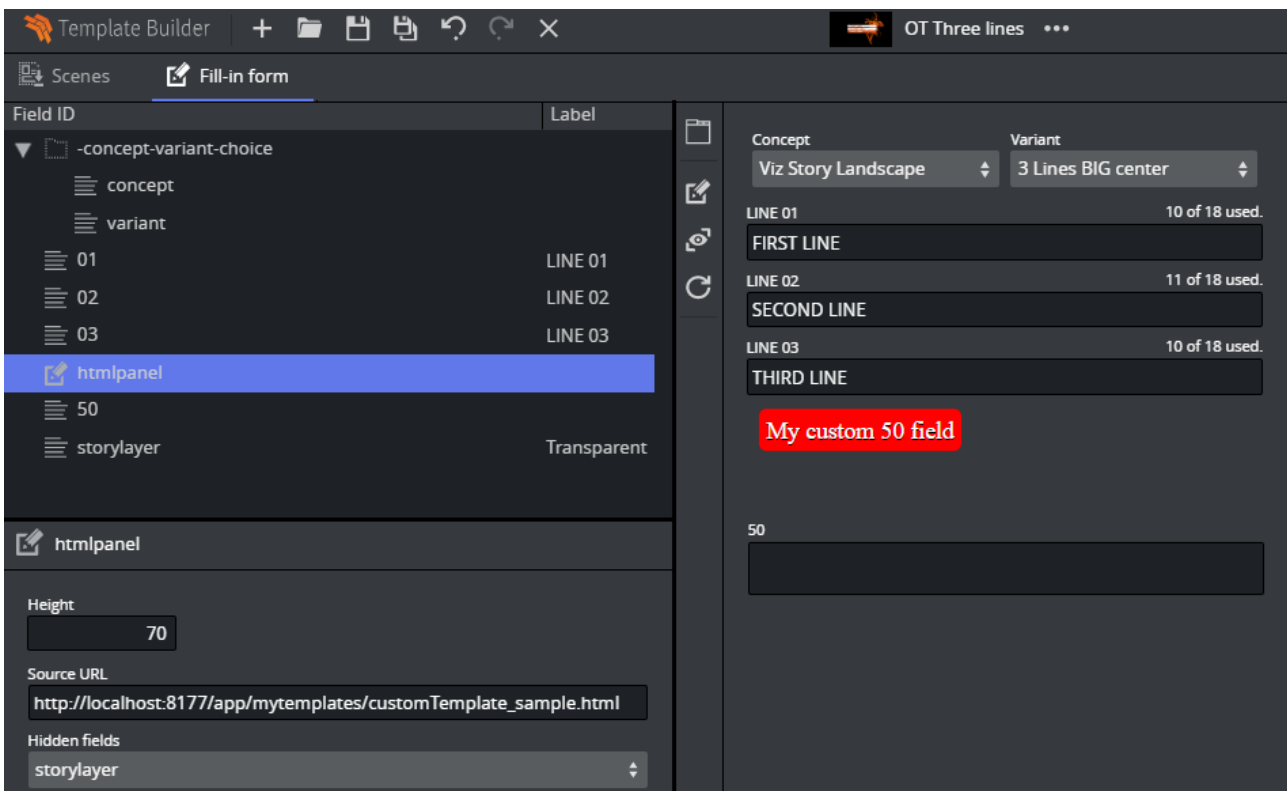 Template Builder
OT Three lines
Scenes
Fill-in form
Field ID
Label
-concept-variant-choice
concept
variant
01
LINE 01
02
LINE 02
03
LINE 03
htmlpanel
50
storylayer
Transparent
htmlpanel
Height
70
Source URL
http://localhost:8177/app/mytemplates/customTemplate_sample.html
Hidden fields
storylayer
Concept
Variant
Viz Story Landscape
3 Lines BIG center
LINE 01
10 of 18 used.
FIRST LINE
LINE 02
11 of 18 used.
SECOND LINE
LINE 03
10 of 18 used.
THIRD LINE
My custom 50 field
50